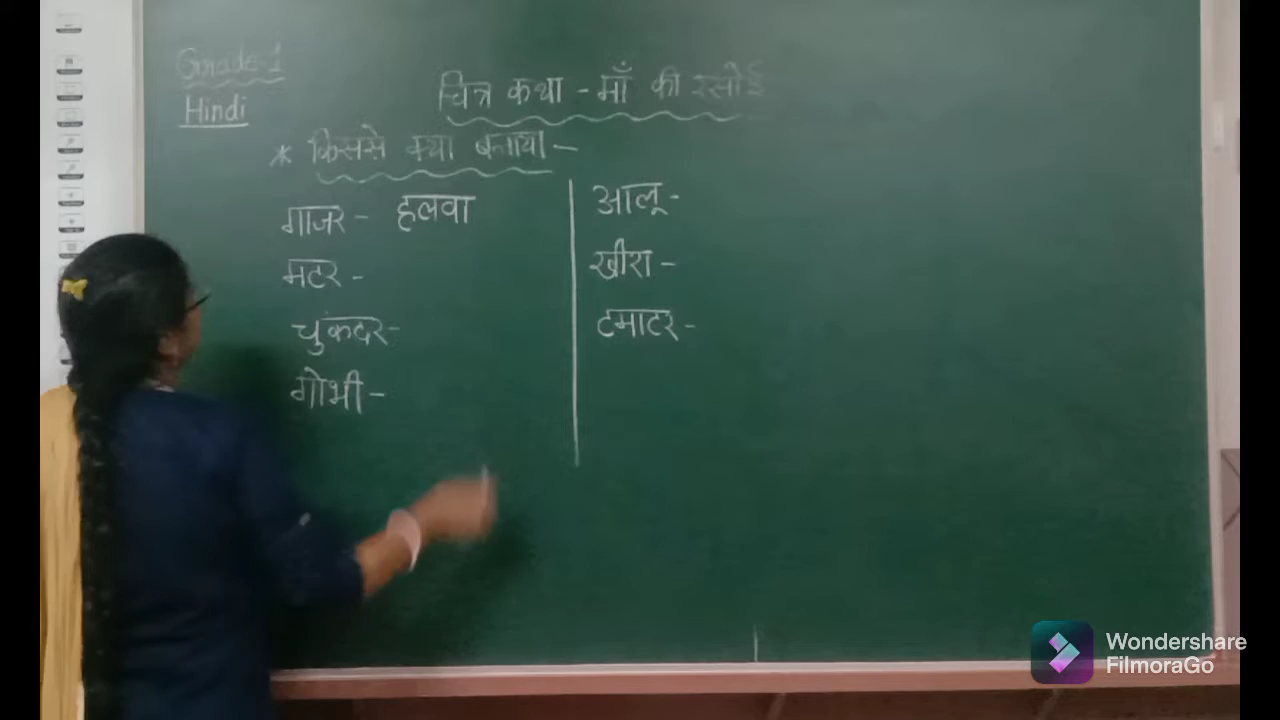 Grade 1
Hindi
चित्र कथा - माँ की रसोई
* किससे क्या बनाया -
गाजर - हलवा
मटर -
चुकंदर -
गोभी -
आलू -
खीरा -
टमाटर -
Wondershare
FilmoraGo